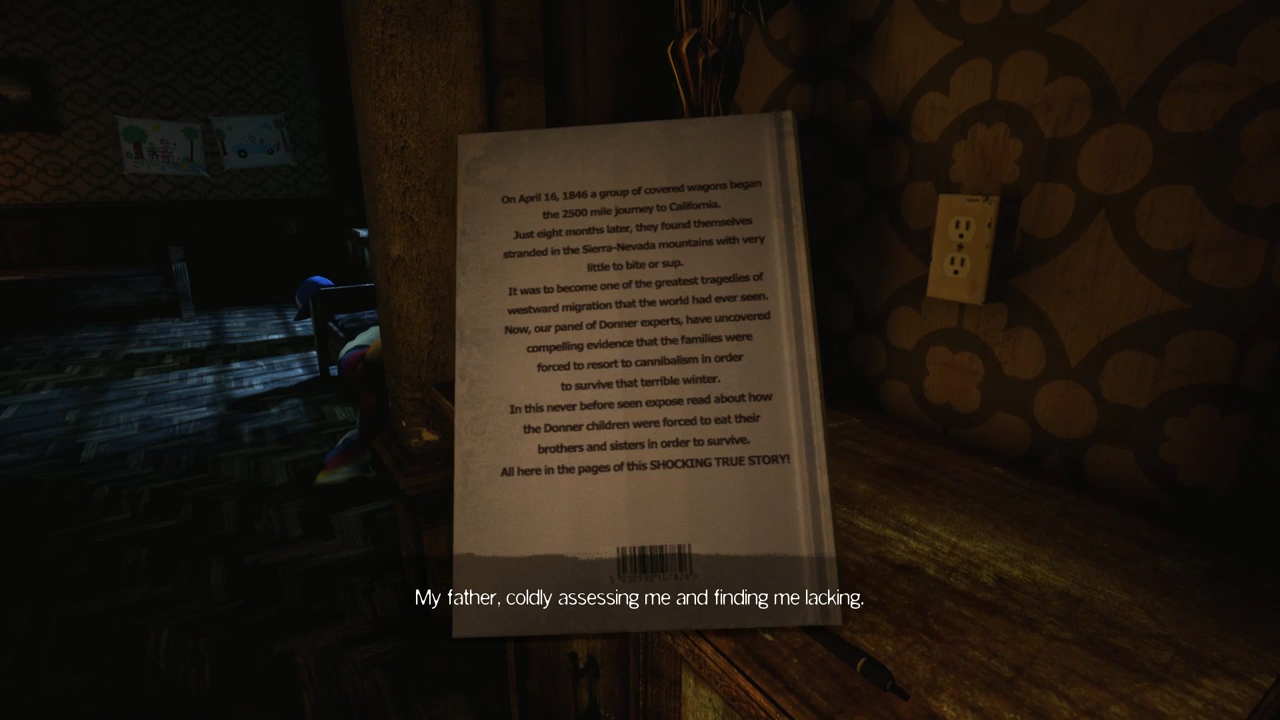 On April 16, 1846 a group of covered wagons began
the 2500 mile journey to California.
Just eight months later, they found themselves
stranded in the Sierra-Nevada mountains with very
little to bite or sup.
It was to become one of the greatest tragedies of
westward migration that the world had ever seen.
Now, our panel of Donner experts, have uncovered
compelling evidence that the families were
forced to resort to cannibalism in order
to survive that terrible winter.
In this never before seen expose read about how
the Donner children were forced to eat their
brothers and sisters in order to survive.
All here in the pages of this SHOCKING TRUE STORY!
My father, coldly assessing me and finding me lacking.